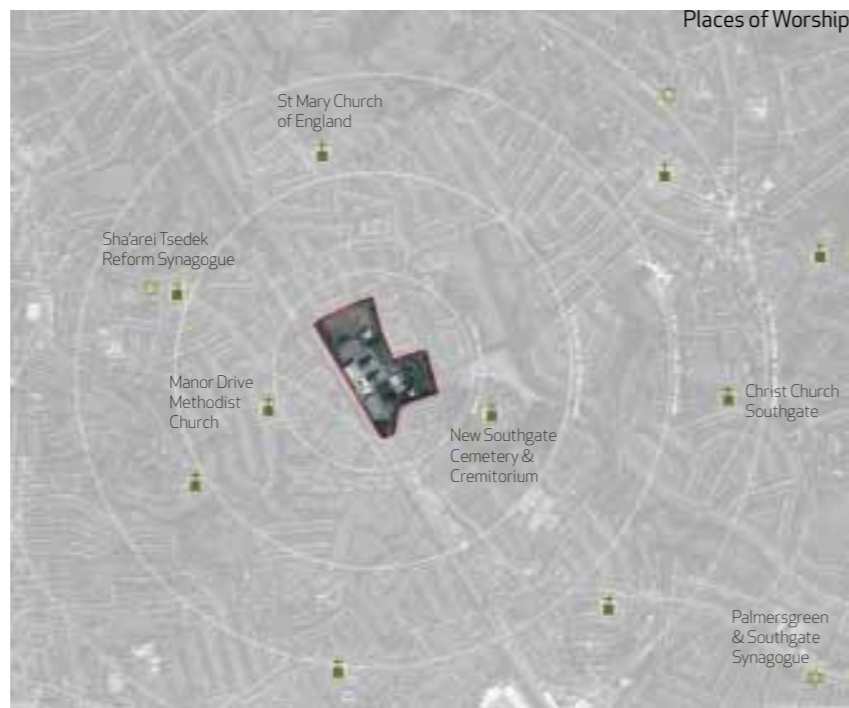 Places of Worship
St Mary Church
of England
Sha'arei Tsedek
Reform Synagogue
Manor Drive
Methodist
Church
New Southgate
Cemetery &
Cremitorium
Christ Church
Southgate
Palmersgreen
& Southgate
Synagogue